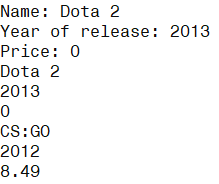 Name: Dota 2
Year of release: 2013
Price: 0
Dota 2
2013
0
CS:GO
2012
8.49